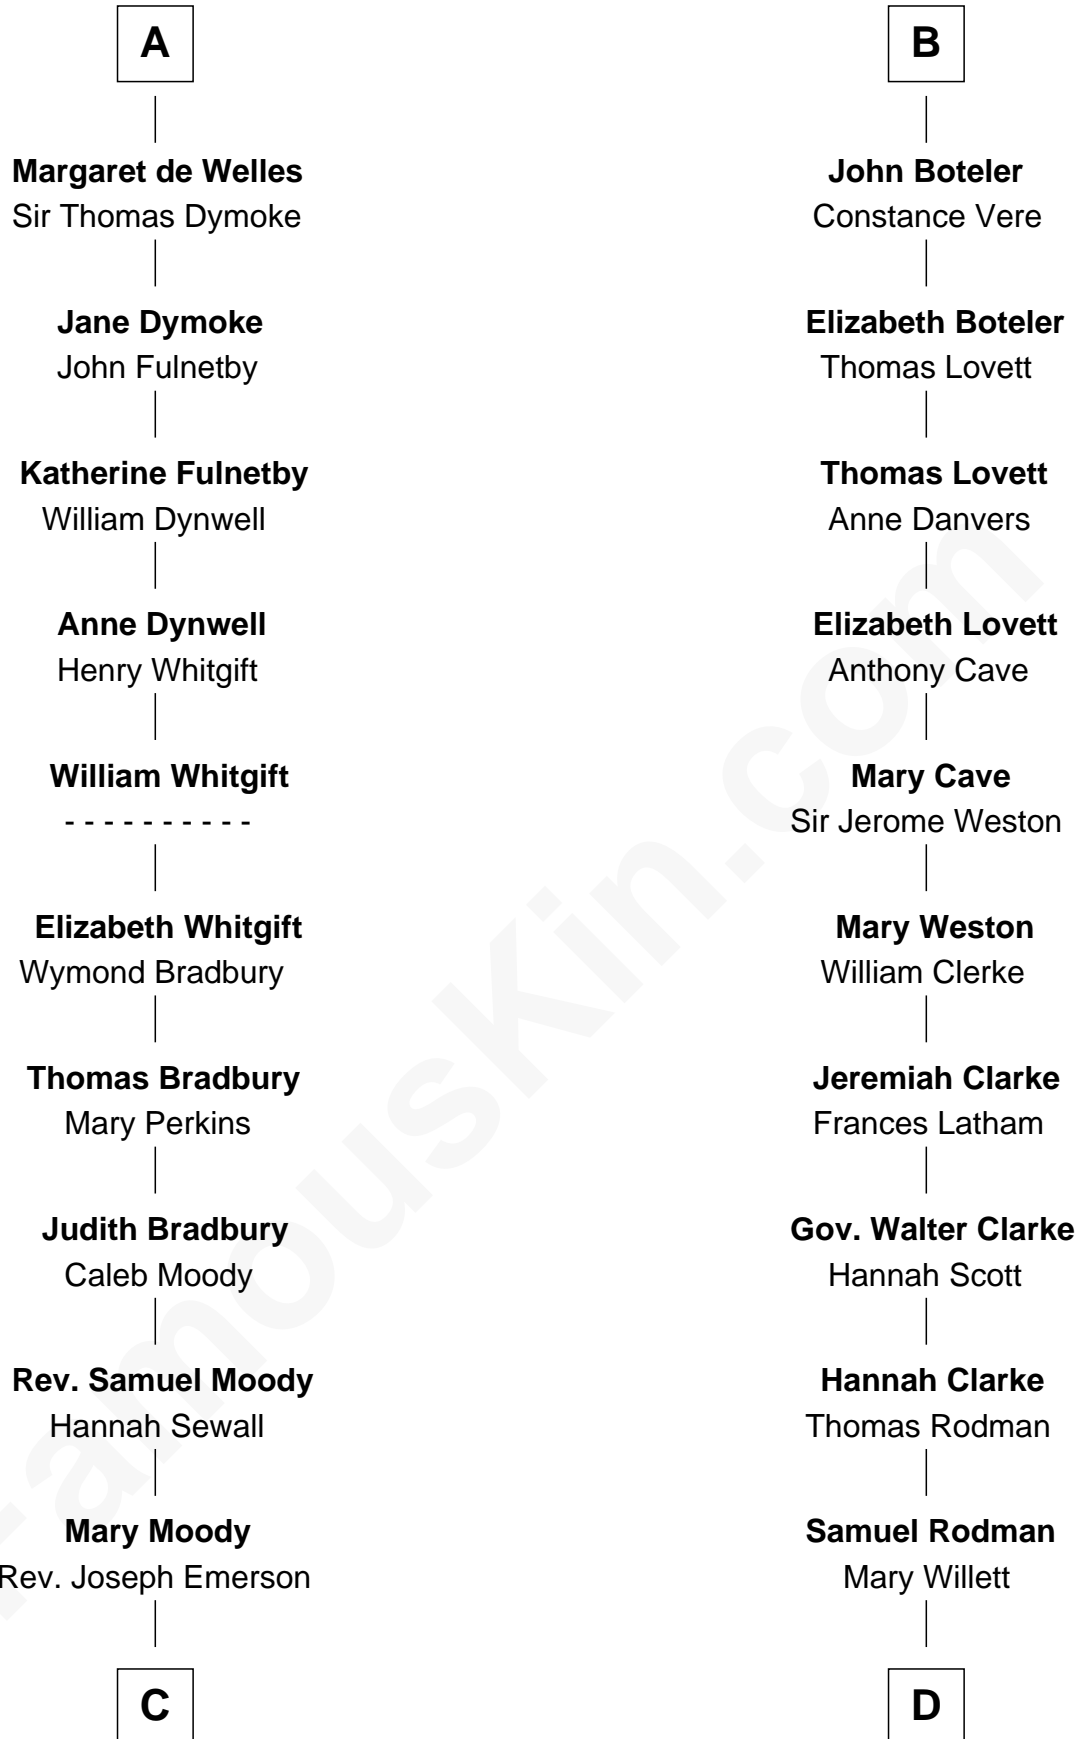 A
Margaret de Welles
Sir Thomas Dymoke
Jane Dymoke
John Fulnetby
Katherine Fulnetby
William Dynwell
Anne Dynwell
Henry Whitgift
William Whitgift
- - - - - - - - - -
Elizabeth Whitgift
Wymond Bradbury
Thomas Bradbury
Mary Perkins
Judith Bradbury
Caleb Moody
Rev. Samuel Moody
Hannah Sewall
Mary Moody
Rev. Joseph Emerson
C
B
John Boteler
Constance Vere
Elizabeth Boteler
Thomas Lovett
Thomas Lovett
Anne Danvers
Elizabeth Lovett
Anthony Cave
Mary Cave
Sir Jerome Weston
Mary Weston
William Clerke
Jeremiah Clarke
Frances Latham
Gov. Walter Clarke
Hannah Scott
Hannah Clarke
Thomas Rodman
Samuel Rodman
Mary Willett
D
FamousKin.com